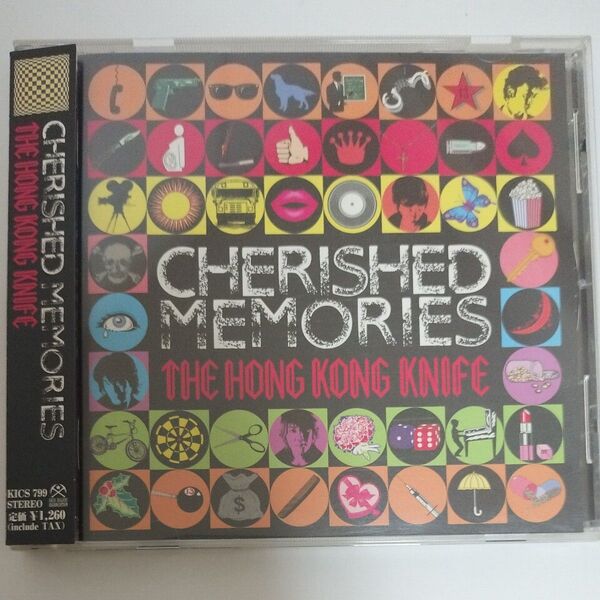 CHERISHED MEMORIES
THE HONG KONG KNIFE
KICS 799
STEREO
定価 ¥1,260
(include TAX)
CHERISHED
MEMORIES
THE HONG KONG KNIFE
$